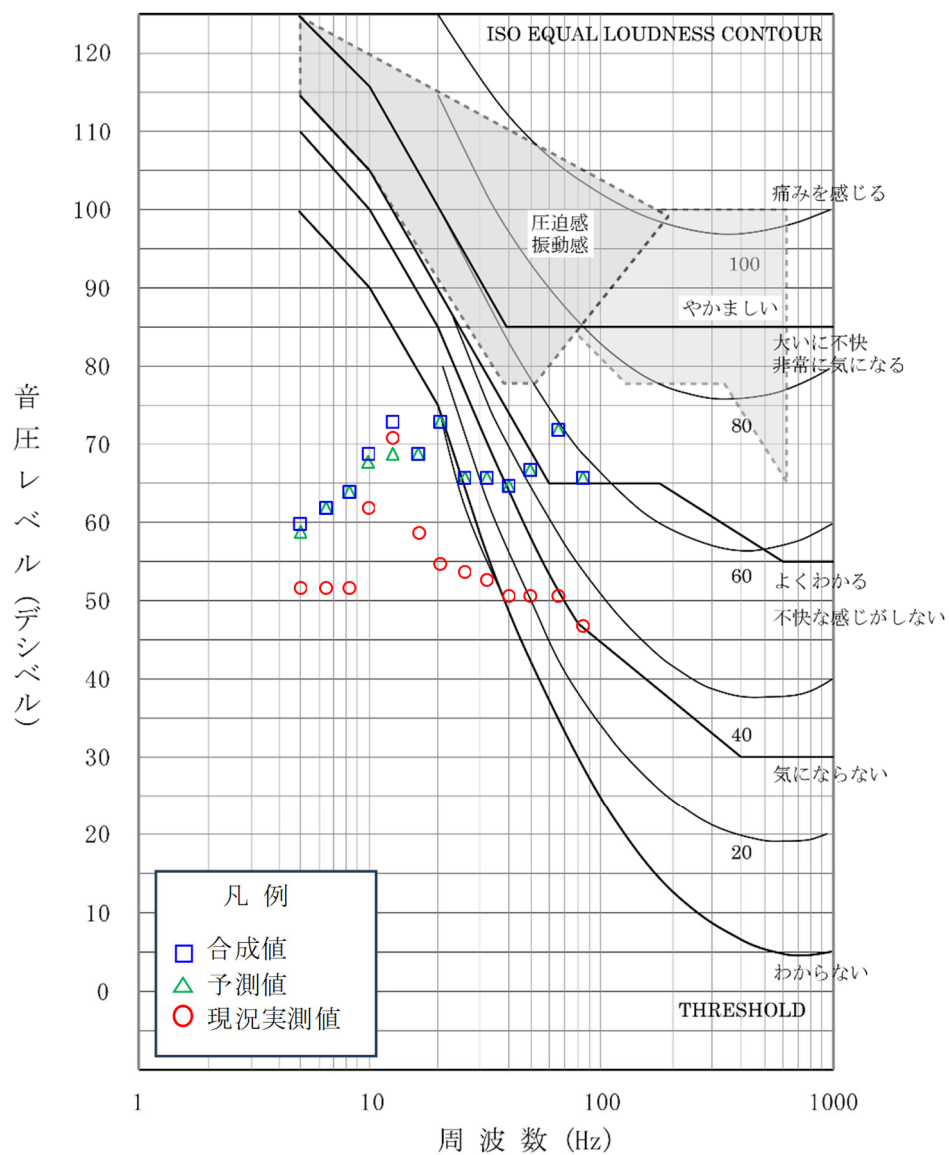 ISO EQUAL LOUDNESS CONTOUR
120
110
100
90
80
70
60
50
40
30
20
10
0
音圧レベル(デシベル)
圧迫感
振動感
痛みを感じる
100
やかましい
大いに不快
非常に気になる
80
60
よくわかる
不快な感じがしない
40
気にならない
20
わからない
THRESHOLD
凡 例
合成値
予測値
現況実測値
1
10
100
1000
周 波 数 (Hz)